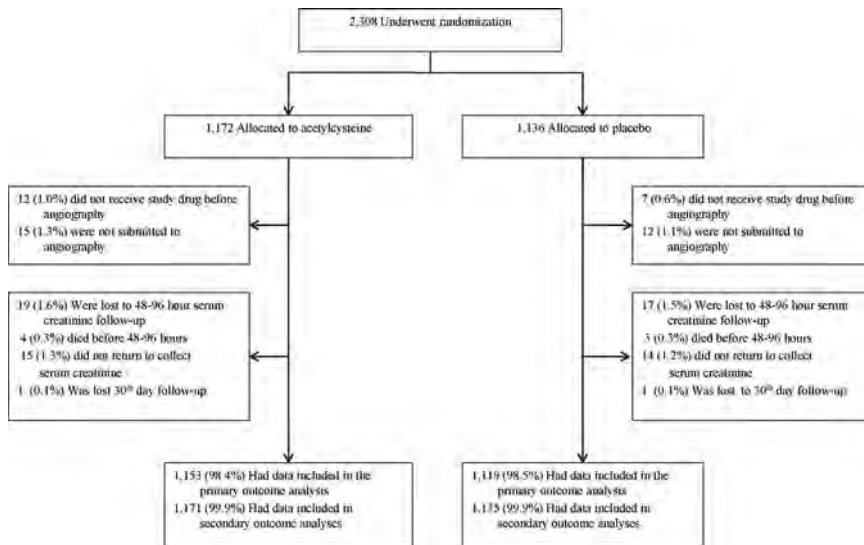 2,308 Underwent randomization
1,172 Allocated to acetylcysteine
1,136 Allocated to placebo
12 (1.0%) did not receive study drug before
angiography
15 (1.3%) were not submitted to
angiography
7 (0.6%) did not receive study drug before
angiography
12 (1.1%) were not submitted to
angiography
19 (1.6%) Were lost to 48-96 hour serum
creatinine follow-up
4 (0.3%) died before 48-96 hours
15 (1.3%) did not return to collect
serum creatinine
1 (0.1%) Was lost 30th day follow-up
17 (1.5%) Were lost to 48-96 hour serum
creatinine follow-up
3 (0.3%) died before 48-96 hours
14 (1.2%) did not return to collect
serum creatinine
1 (0.1%) Was lost to 30th day follow-up
1,153 (98.4%) Had data included in the
primary outcome analysis
1,171 (99.9%) Had data included in
secondary outcome analyses
1,119 (98.5%) Had data included in the
primary outcome analysis
1,135 (99.9%) Had data included in
secondary outcome analyses